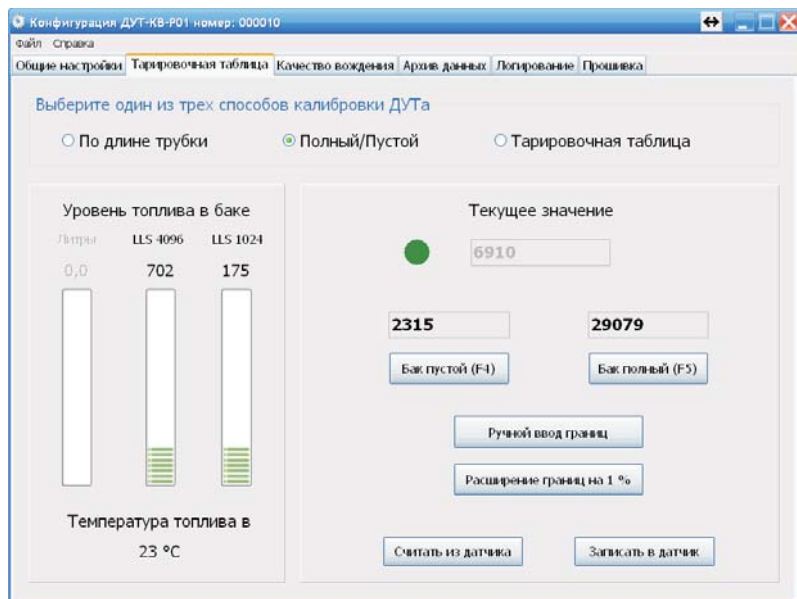 Конфигурация ДУТ-КВ-Р01 номер: 000010
Файл Справка
Общие настройки Тарировочная таблица Качество вождения Архив данных Логирование Прошивка
Выберите один из трех способов калибровки ДУТа
По длине трубки Полный/Пустой Тарировочная таблица
Уровень топлива в баке
Литры LLS 4096 LLS 1024
0,0 702 175
Температура топлива в
23 °C
Текущее значение
6910
2315 29079
Бак пустой (F4) Бак полный (F5)
Ручной ввод границ
Расширение границ на 1 %
Считать из датчика Записать в датчик